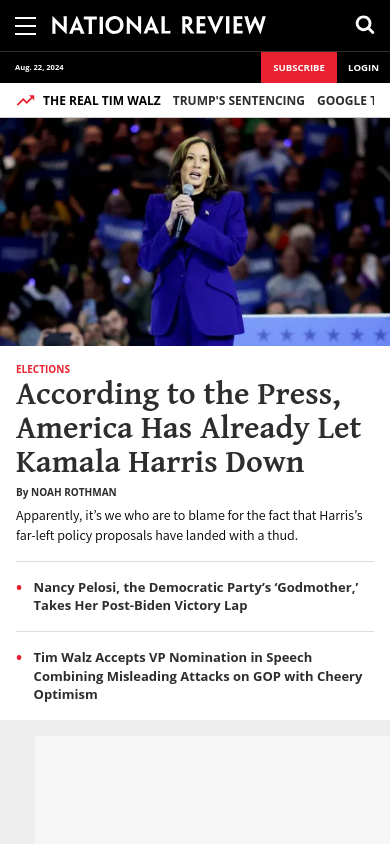 NATIONAL REVIEW
Aug. 22, 2024
SUBSCRIBE
LOGIN
THE REAL TIM WALZ TRUMP'S SENTENCING GOOGLE T
ELECTIONS
According to the Press,
America Has Already Let
Kamala Harris Down
By NOAH ROTHMAN
Apparently, it’s we who are to blame for the fact that Harris’s
far-left policy proposals have landed with a thud.
Nancy Pelosi, the Democratic Party’s ‘Godmother,’
Takes Her Post-Biden Victory Lap
Tim Walz Accepts VP Nomination in Speech
Combining Misleading Attacks on GOP with Cheery
Optimism